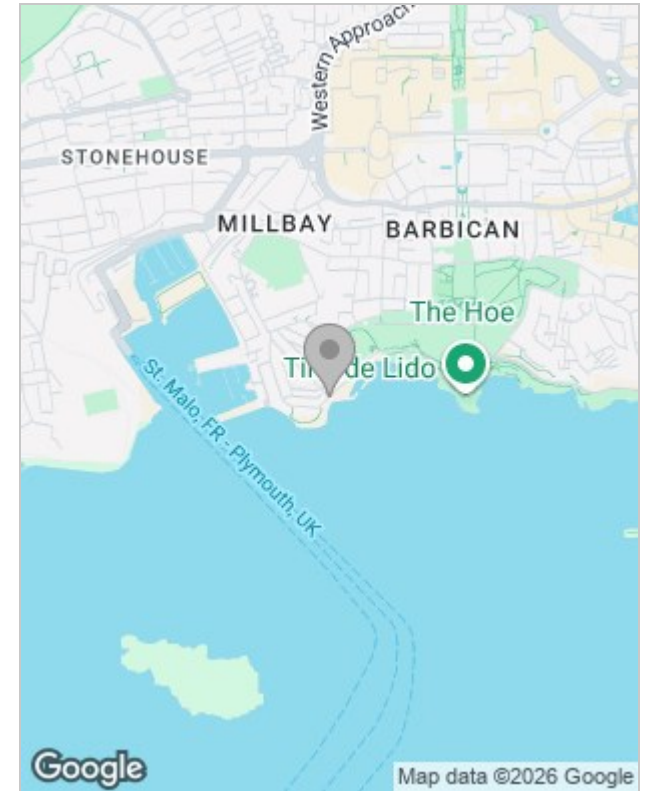 Western Approach
STONEHOUSE
MILLBAY
BARBICAN
The Hoe
de Lido
St. Malo, FR - Plymouth, UK
Google
Map data ©2026 Google